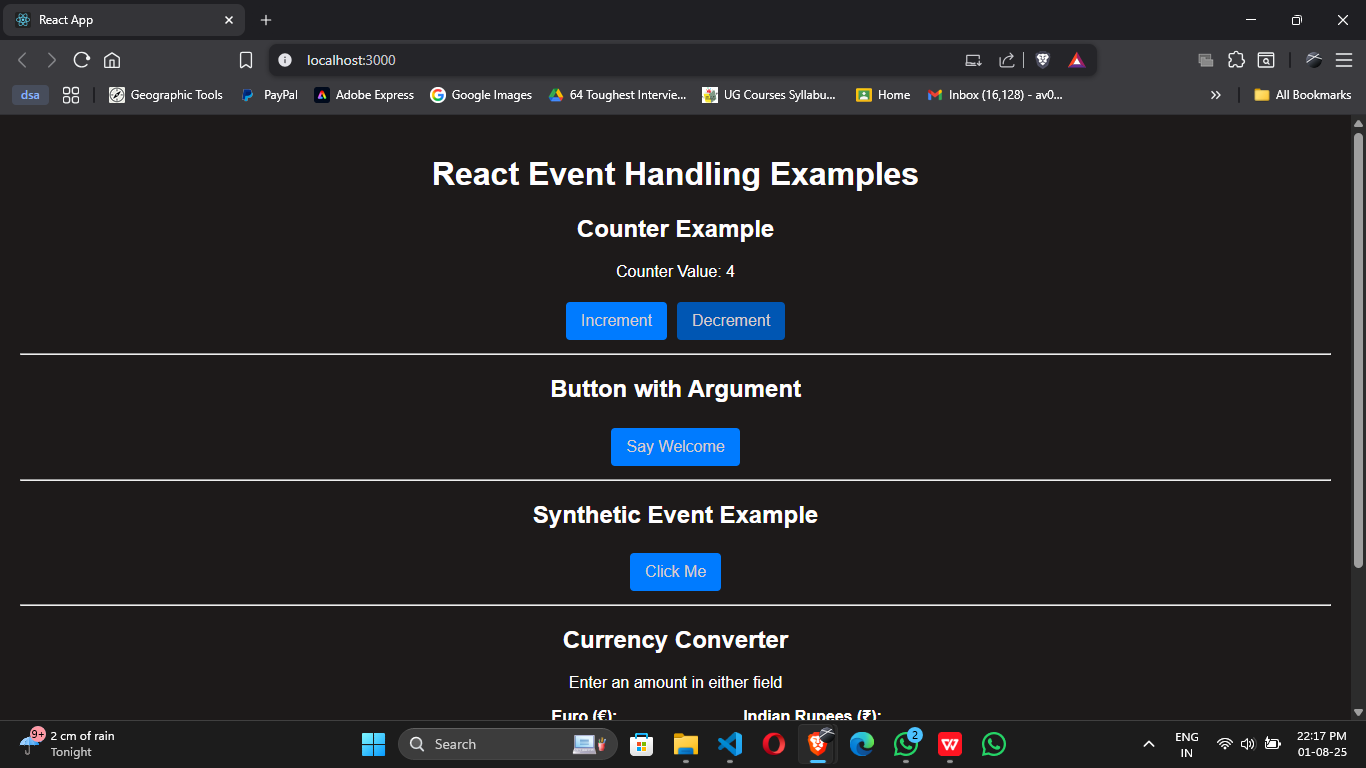 React App
localhost:3000
dsa
Geographic Tools
PayPal
Adobe Express
Google Images
64 Toughest Intervie...
UG Courses Syllabu...
Home
Inbox (16,128) - av0...
All Bookmarks
React Event Handling Examples
Counter Example
Counter Value: 4
Increment Decrement
Button with Argument
Say Welcome
Synthetic Event Example
Click Me
Currency Converter
Enter an amount in either field
Euro (€): Indian Rupees (₹):
9+
2 cm of rain
Tonight
Search
2
ENG
IN
22:17 PM
01-08-25